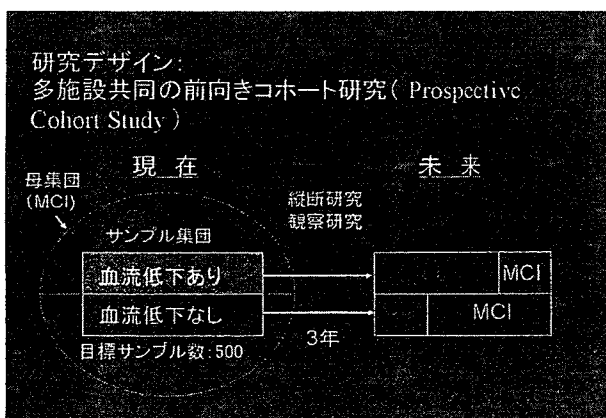 研究デザイン:
多施設共同の前向きコホート研究( Prospective
Cohort Study )
現 在
未 来
母集団
(MCI)
縦断研究
観察研究
サンプル集団
血流低下あり
MCI
血流低下なし
MCI
3年
目標サンプル数:500